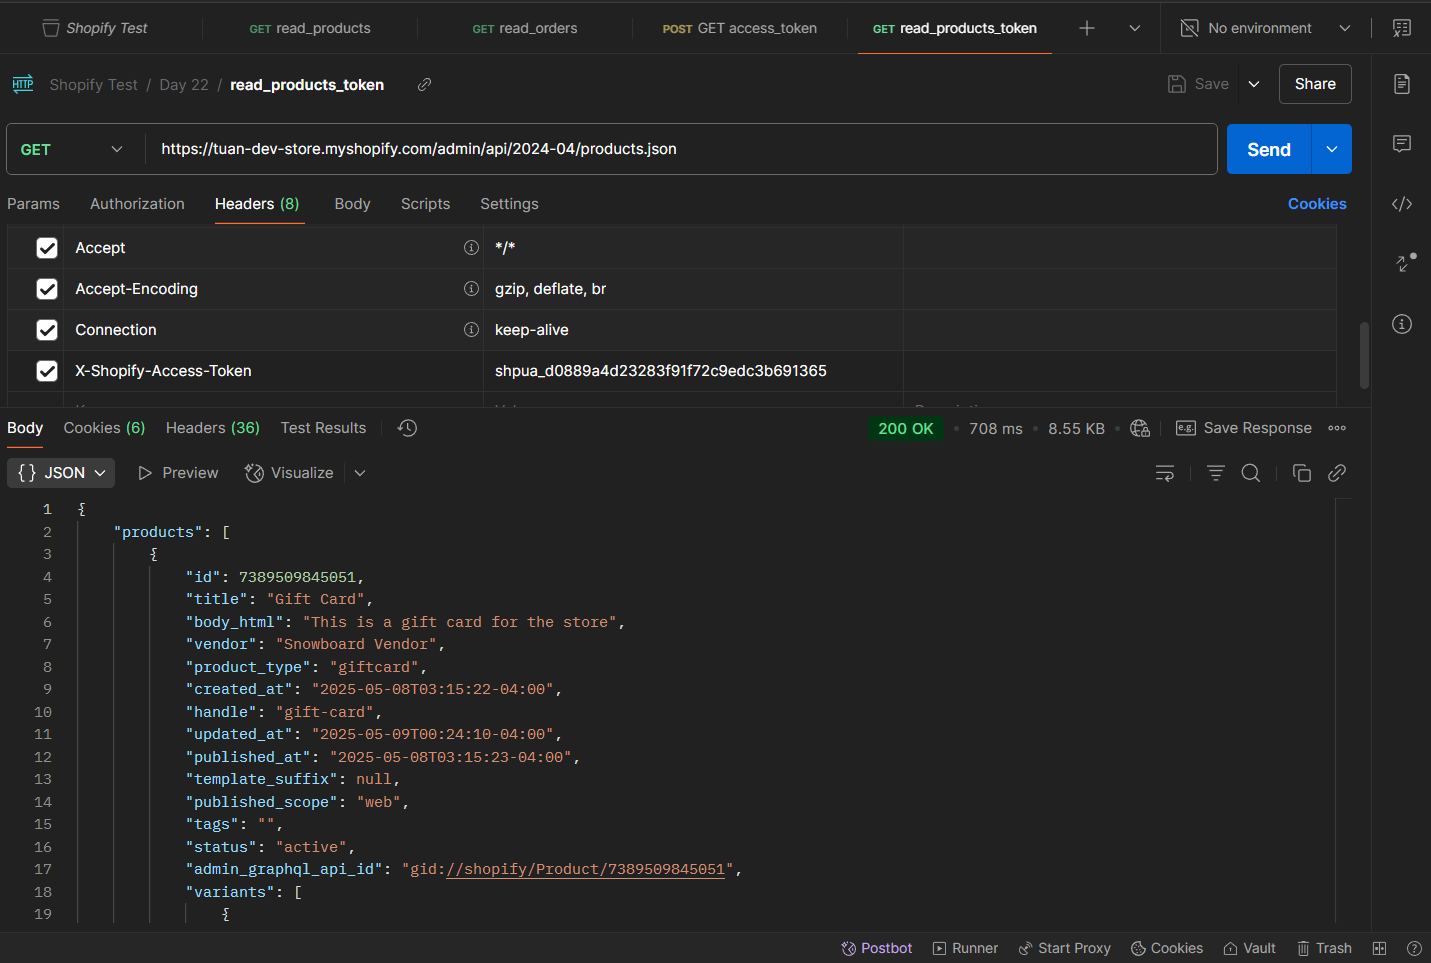 Shopify Test
GET read_products
GET read_orders
POST GET access_token
GET read_products_token
No environment
HTTP Shopify Test / Day 22 / read_products_token
Save
Share
GET
https://tuan-dev-store.myshopify.com/admin/api/2024-04/products.json
Send
Params Authorization Headers (8) Body Scripts Settings
Cookies
Accept */*
Accept-Encoding gzip, deflate, br
Connection keep-alive
X-Shopify-Access-Token shpua_d0889a4d23283f91f72c9edc3b691365
Body Cookies (6) Headers (36) Test Results
200 OK • 708 ms • 8.55 KB •
e.g. Save Response
{} JSON Preview Visualize
1 {
2 "products": [
3 {
4 "id": 7389509845051,
5 "title": "Gift Card",
6 "body_html": "This is a gift card for the store",
7 "vendor": "Snowboard Vendor",
8 "product_type": "giftcard",
9 "created_at": "2025-05-08T03:15:22-04:00",
10 "handle": "gift-card",
11 "updated_at": "2025-05-09T00:24:10-04:00",
12 "published_at": "2025-05-08T03:15:23-04:00",
13 "template_suffix": null,
14 "published_scope": "web",
15 "tags": "",
16 "status": "active",
17 "admin_graphql_api_id": "gid://shopify/Product/7389509845051",
18 "variants": [
19 {
Postbot Runner Start Proxy Cookies Vault Trash